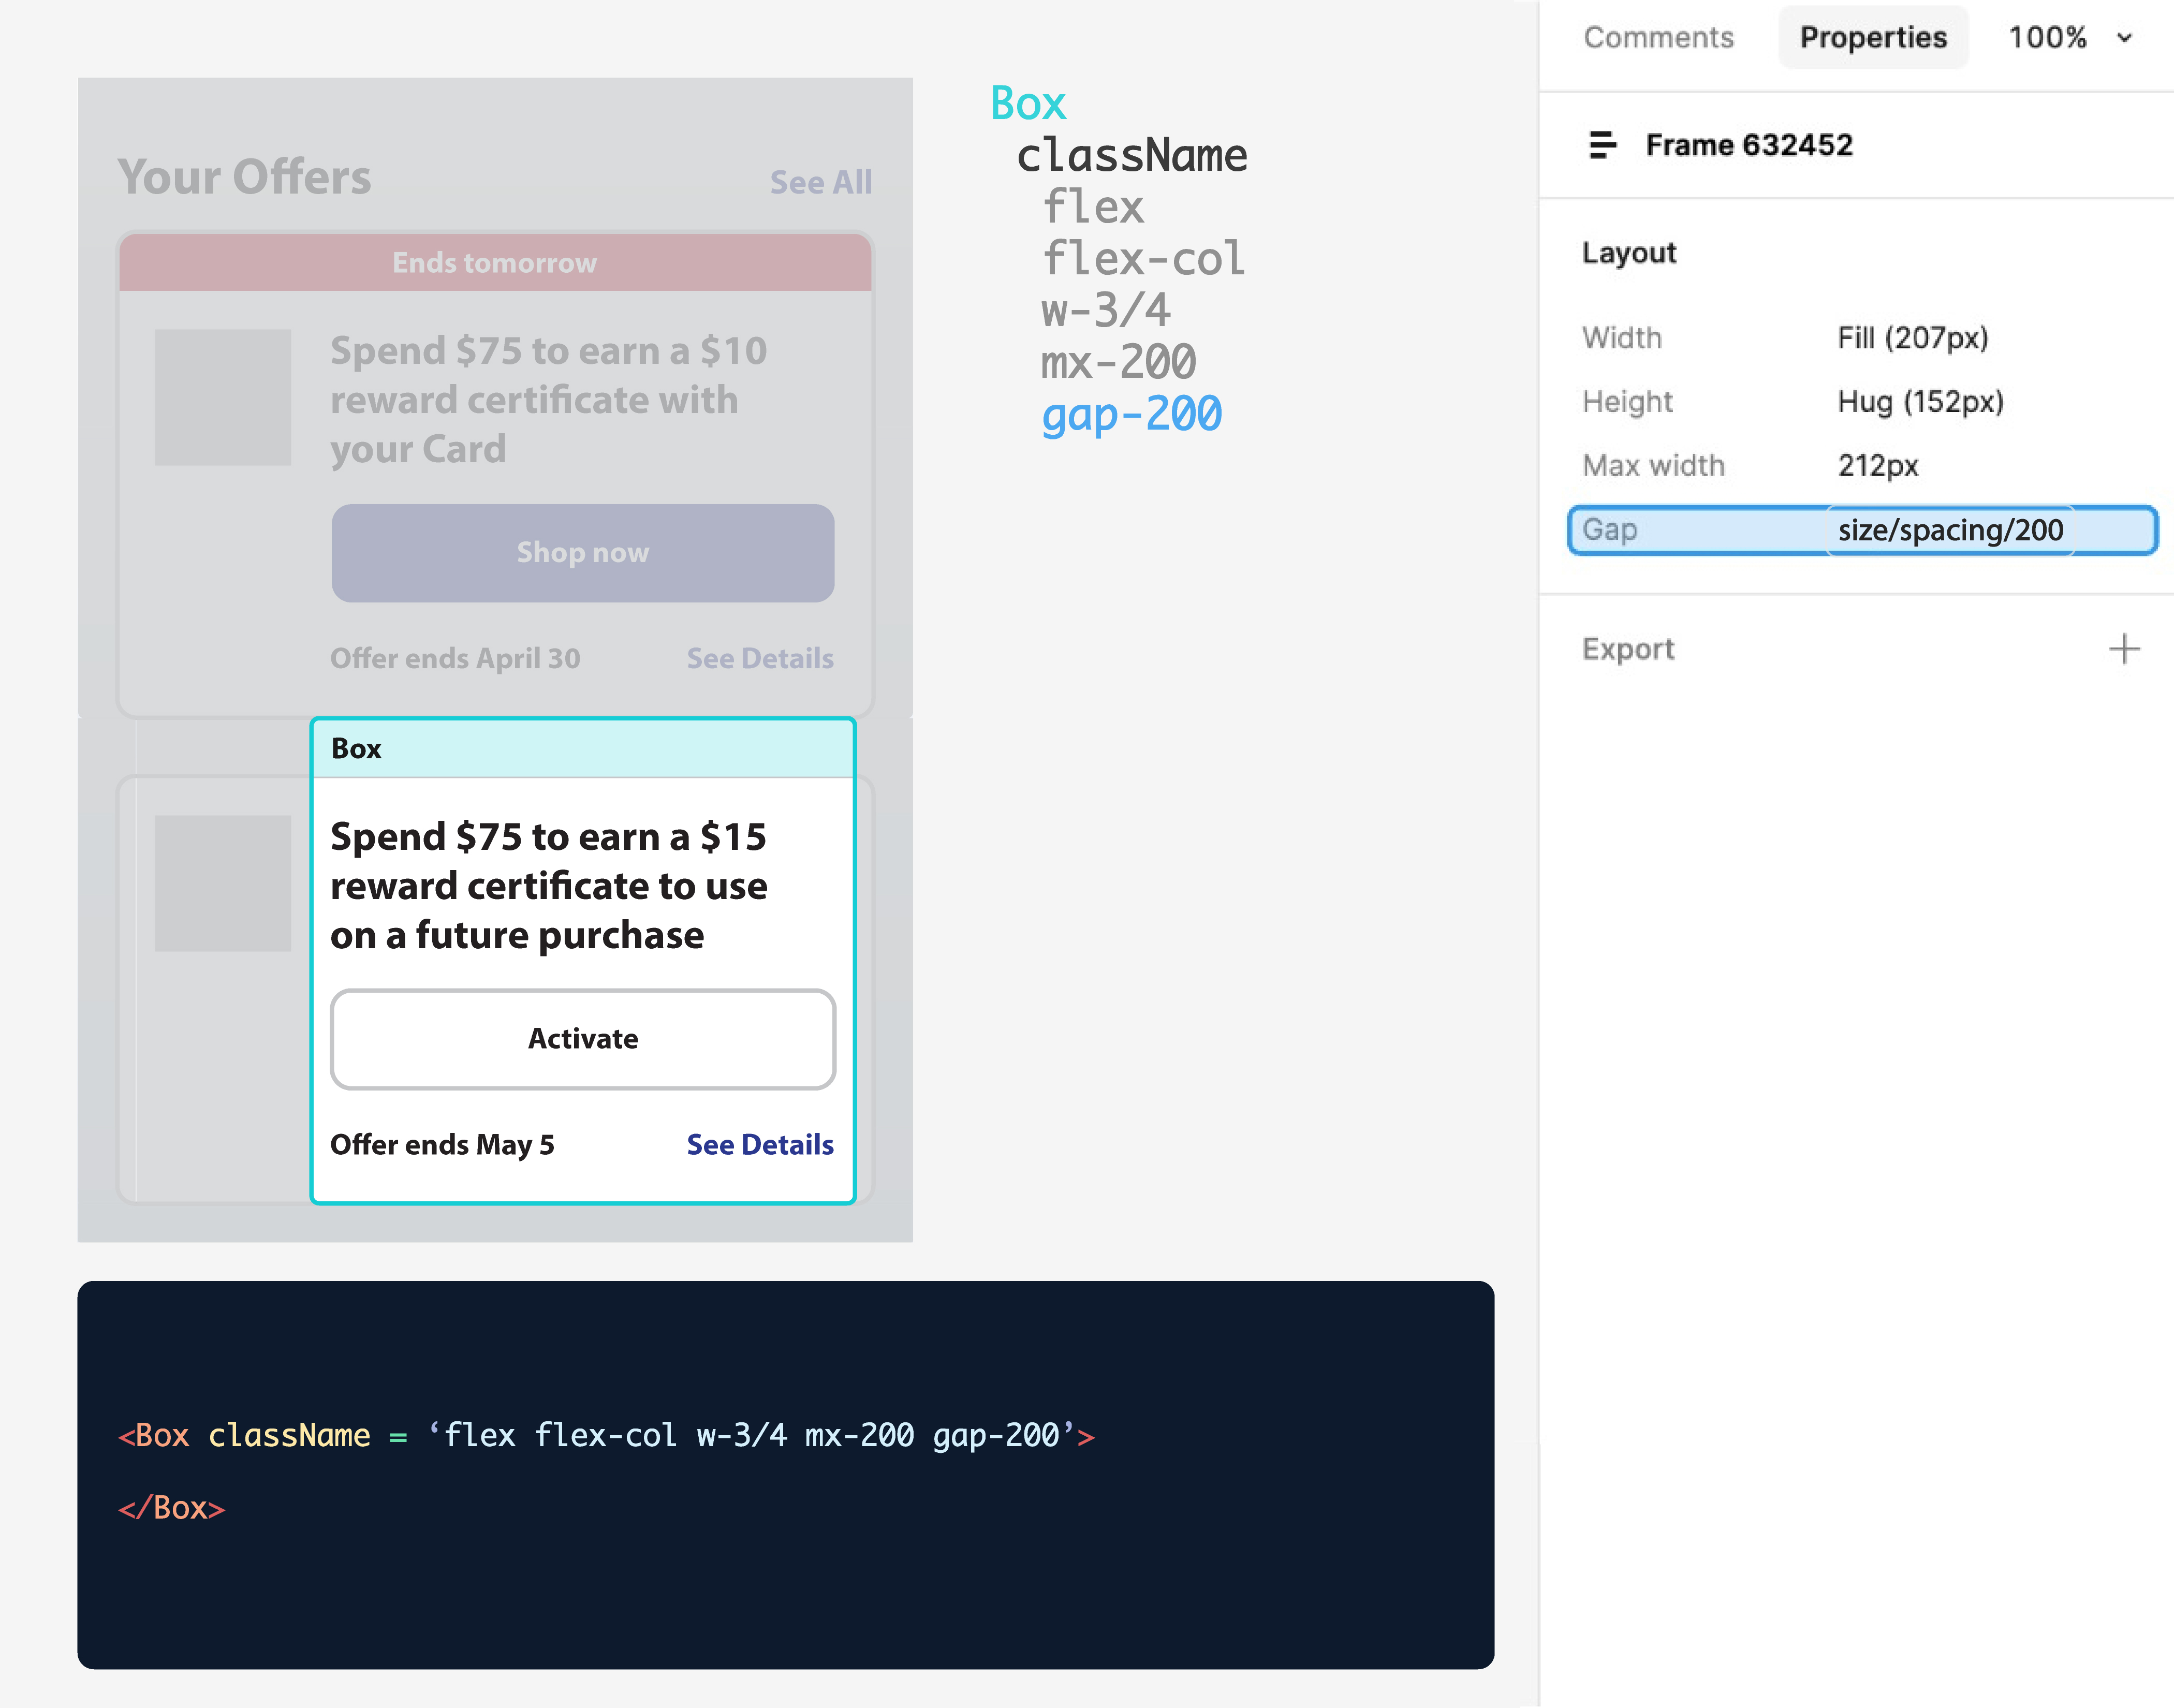 Your Offers
See All
Ends tomorrow
Spend $75 to earn a $10
reward certificate with
your Card
Shop now
Offer ends April 30
See Details
Box
Spend $75 to earn a $15
reward certificate to use
on a future purchase
Activate
Offer ends May 5
See Details
Box
className
flex
flex-col
w-3/4
mx-200
gap-200
<Box className = ‘flex flex-col w-3/4 mx-200 gap-200’>
</Box>
Comments
Properties
100%
Frame 632452
Layout
Width Fill (207px)
Height Hug (152px)
Max width 212px
Gap size/spacing/200
Export